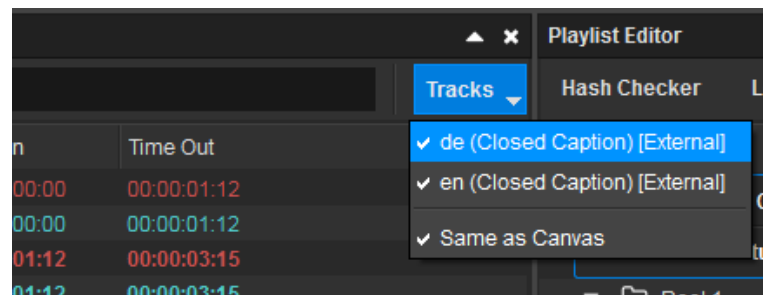 Playlist Editor
Tracks Hash Checker L
n Time Out
de (Closed Caption) [External]
en (Closed Caption) [External]
Same as Canvas
00:00 00:00:01:12
00:00 00:00:01:12
01:12 00:00:03:15
01:12 00:00:03:15